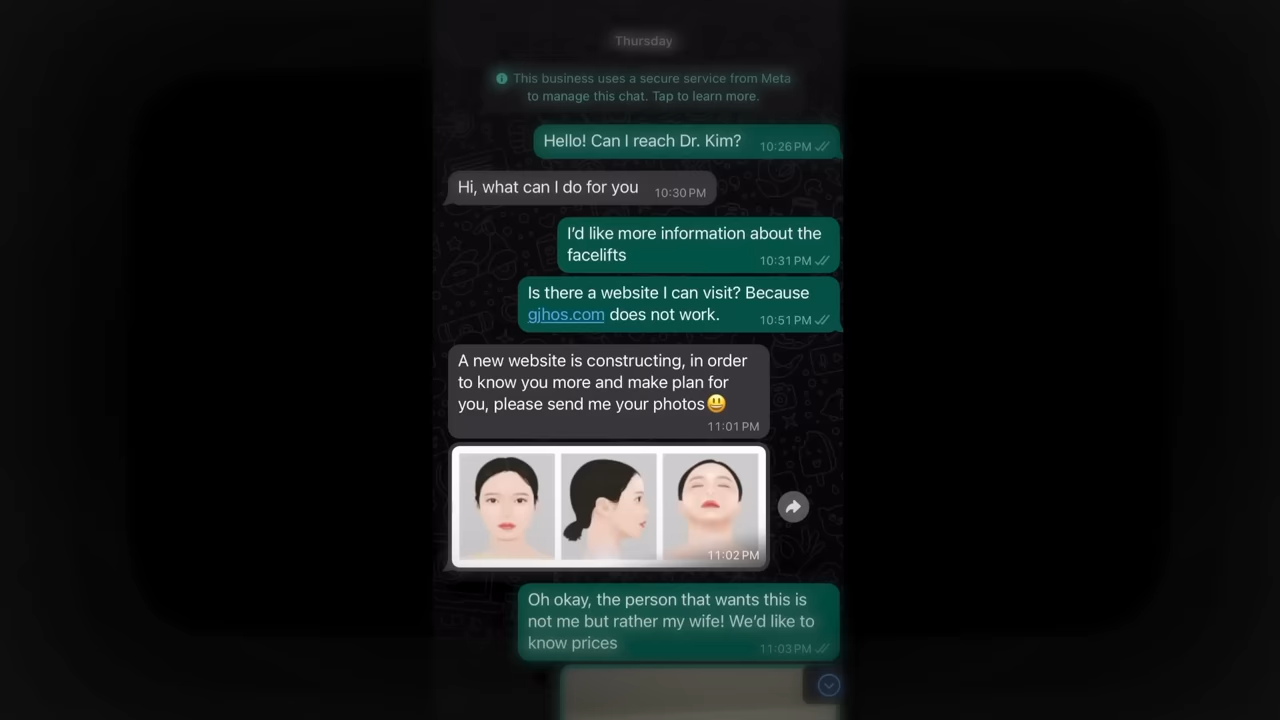 Thursday
This business uses a secure service from Meta
to manage this chat. Tap to learn more.
Hello! Can I reach Dr. Kim?
10:26 PM
Hi, what can I do for you
10:30 PM
I’d like more information about the
facelifts
10:31 PM
Is there a website I can visit? Because
gjhos.com does not work.
10:51 PM
A new website is constructing, in order
to know you more and make plan for
you, please send me your photos😃
11:01 PM
11:02 PM
Oh okay, the person that wants this is
not me but rather my wife! We’d like to
know prices
11:03 PM